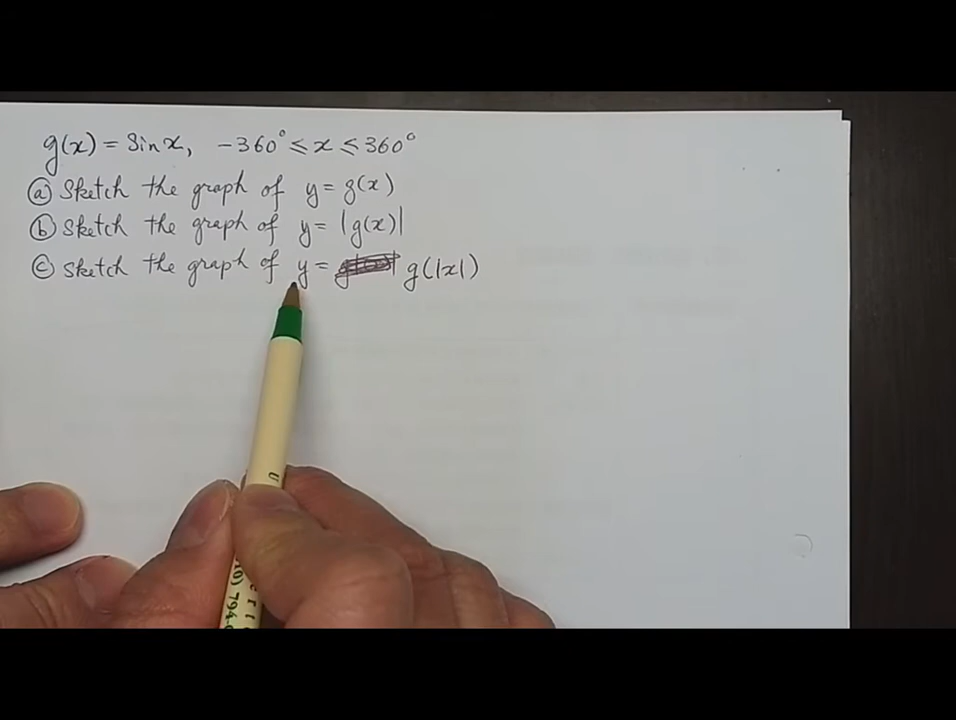 g(x) = Sin x, -360° ≤ x ≤ 360°
ⓐ Sketch the graph of y = g(x)
ⓑ Sketch the graph of y = |g(x)|
ⓒ Sketch the graph of y = g(|x|)